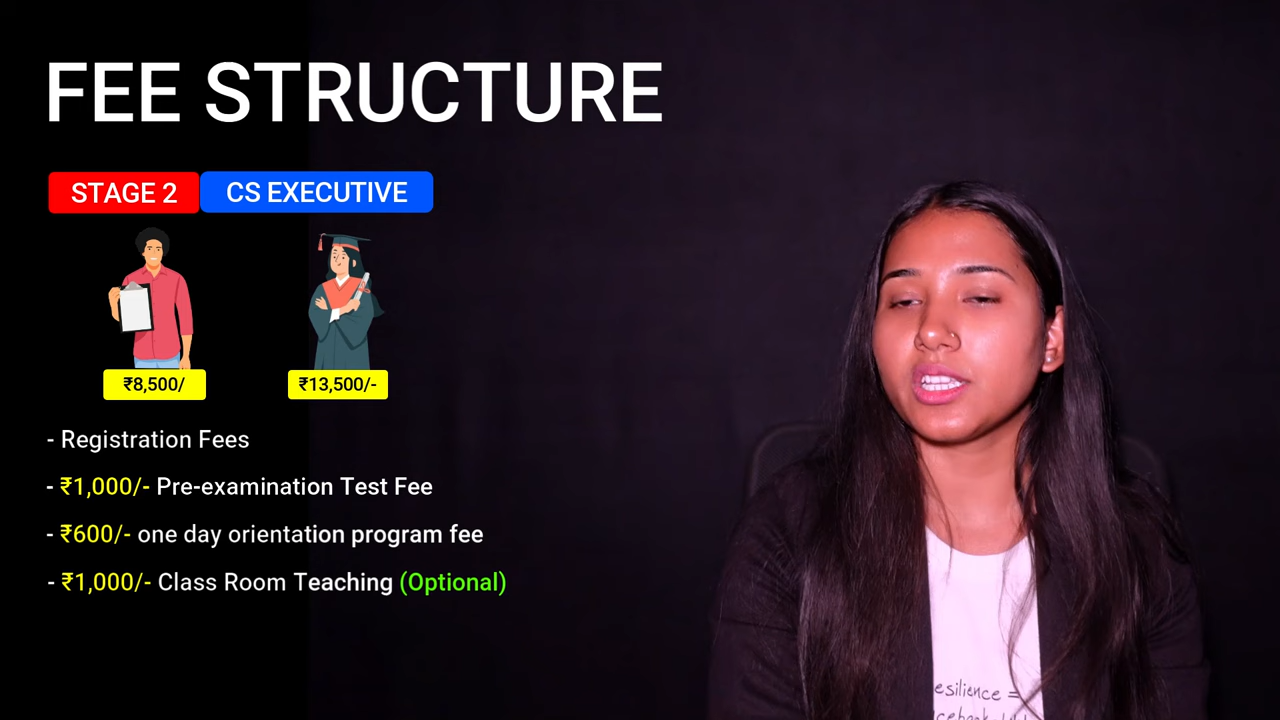 FEE STRUCTURE
STAGE 2 CS EXECUTIVE
₹8,500/ ₹13,500/-
- Registration Fees
- ₹1,000/- Pre-examination Test Fee
- ₹600/- one day orientation program fee
- ₹1,000/- Class Room Teaching (Optional)
esilience =